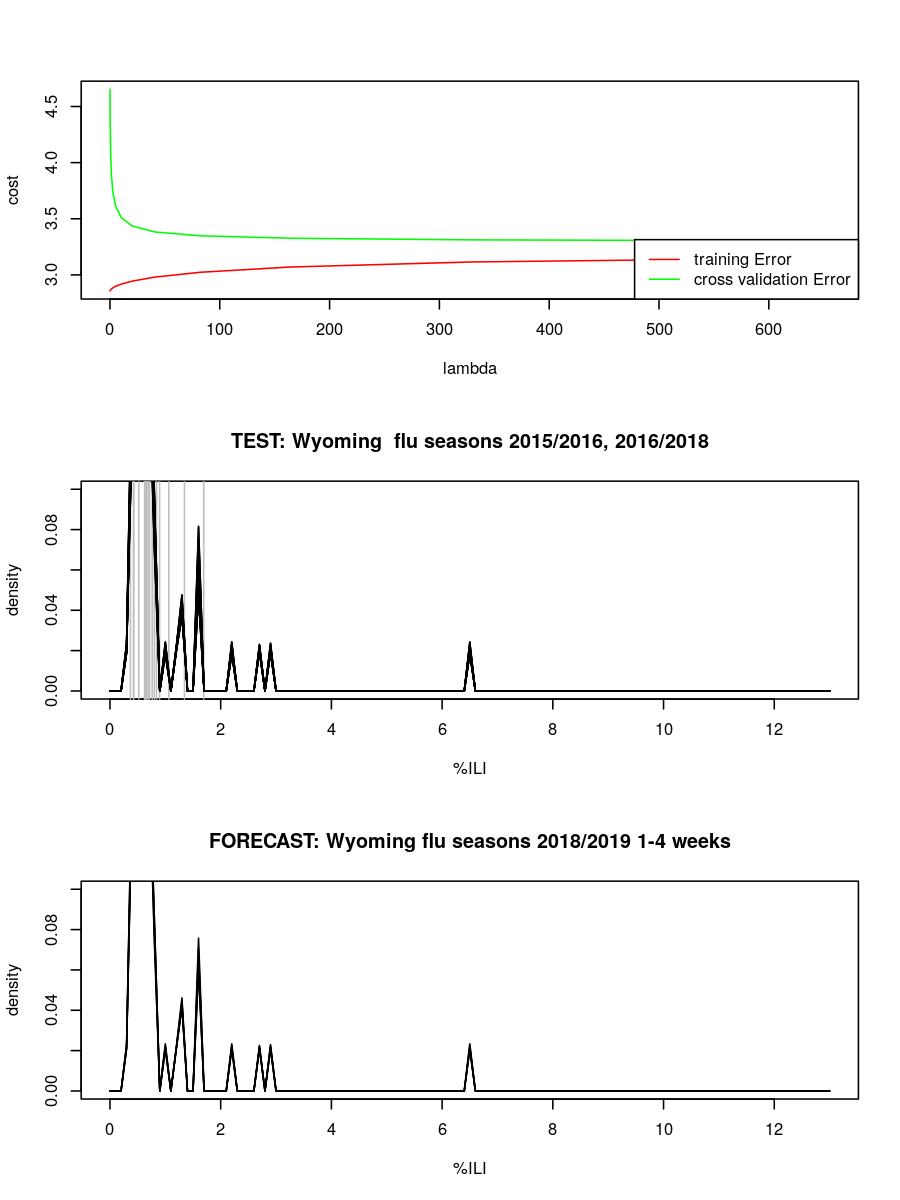 4.5
4.0
3.5
3.0
cost
training Error
cross validation Error
0 100 200 300 400 500 600
lambda
TEST: Wyoming  flu seasons 2015/2016, 2016/2018
0.08
0.04
0.00
density
0 2 4 6 8 10 12
%ILI
FORECAST: Wyoming flu seasons 2018/2019 1-4 weeks
0.08
0.04
0.00
density
0 2 4 6 8 10 12
%ILI